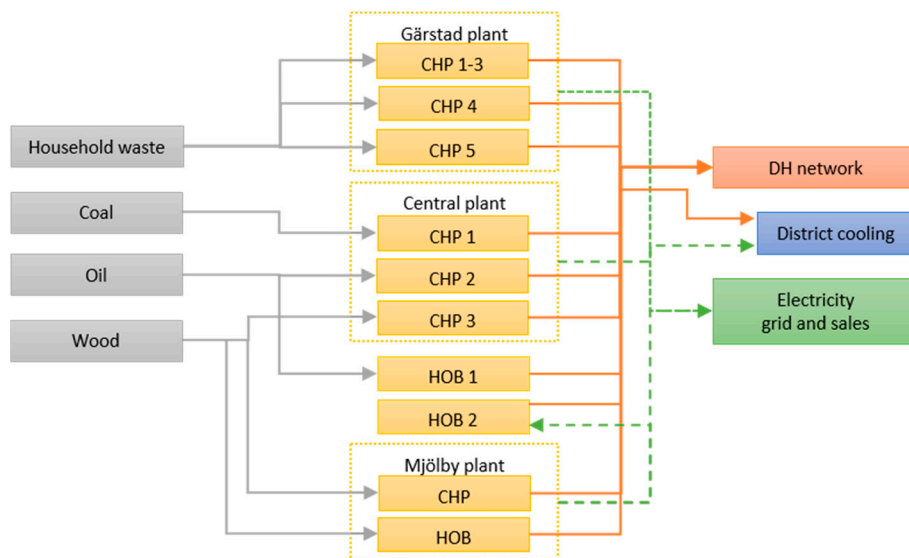 Gärstad plant
CHP 1-3
CHP 4
CHP 5
Household waste
Coal
Oil
Wood
Central plant
CHP 1
CHP 2
CHP 3
HOB 1
HOB 2
Mjölby plant
CHP
HOB
DH network
District cooling
Electricity
grid and sales